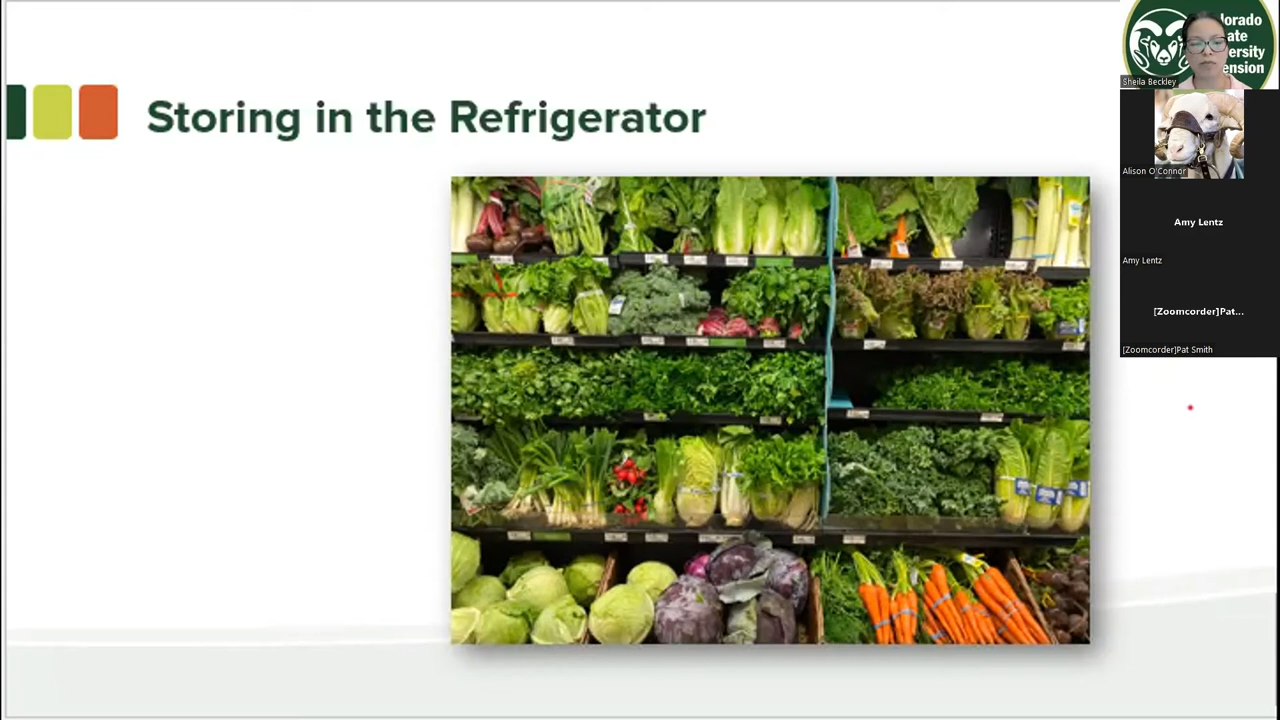 Storing in the Refrigerator
lorado
ate
ersity
ension
Sheila Beckley
Alison O'Connor
Amy Lentz
Amy Lentz
[Zoomcorder]Pat...
[Zoomcorder]Pat Smith